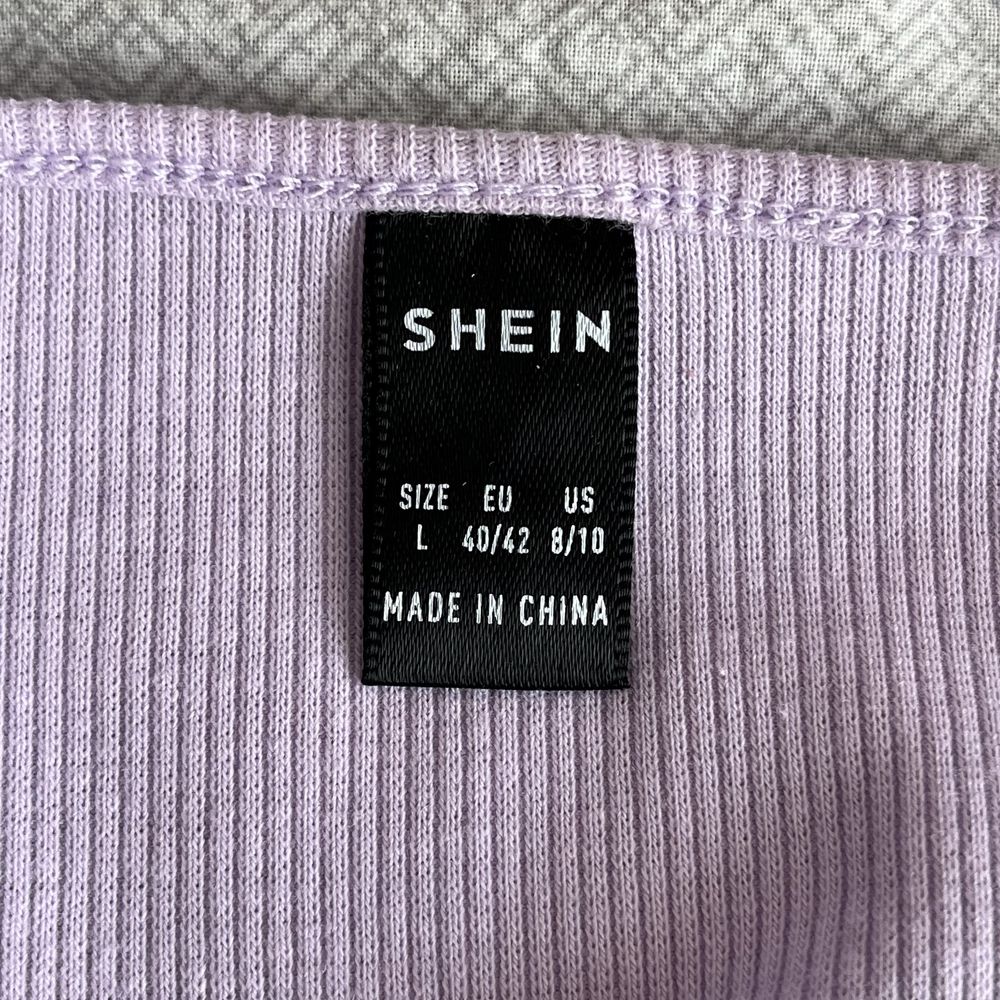 SHEIN
SIZE EU US
L 40/42 8/10
MADE IN CHINA